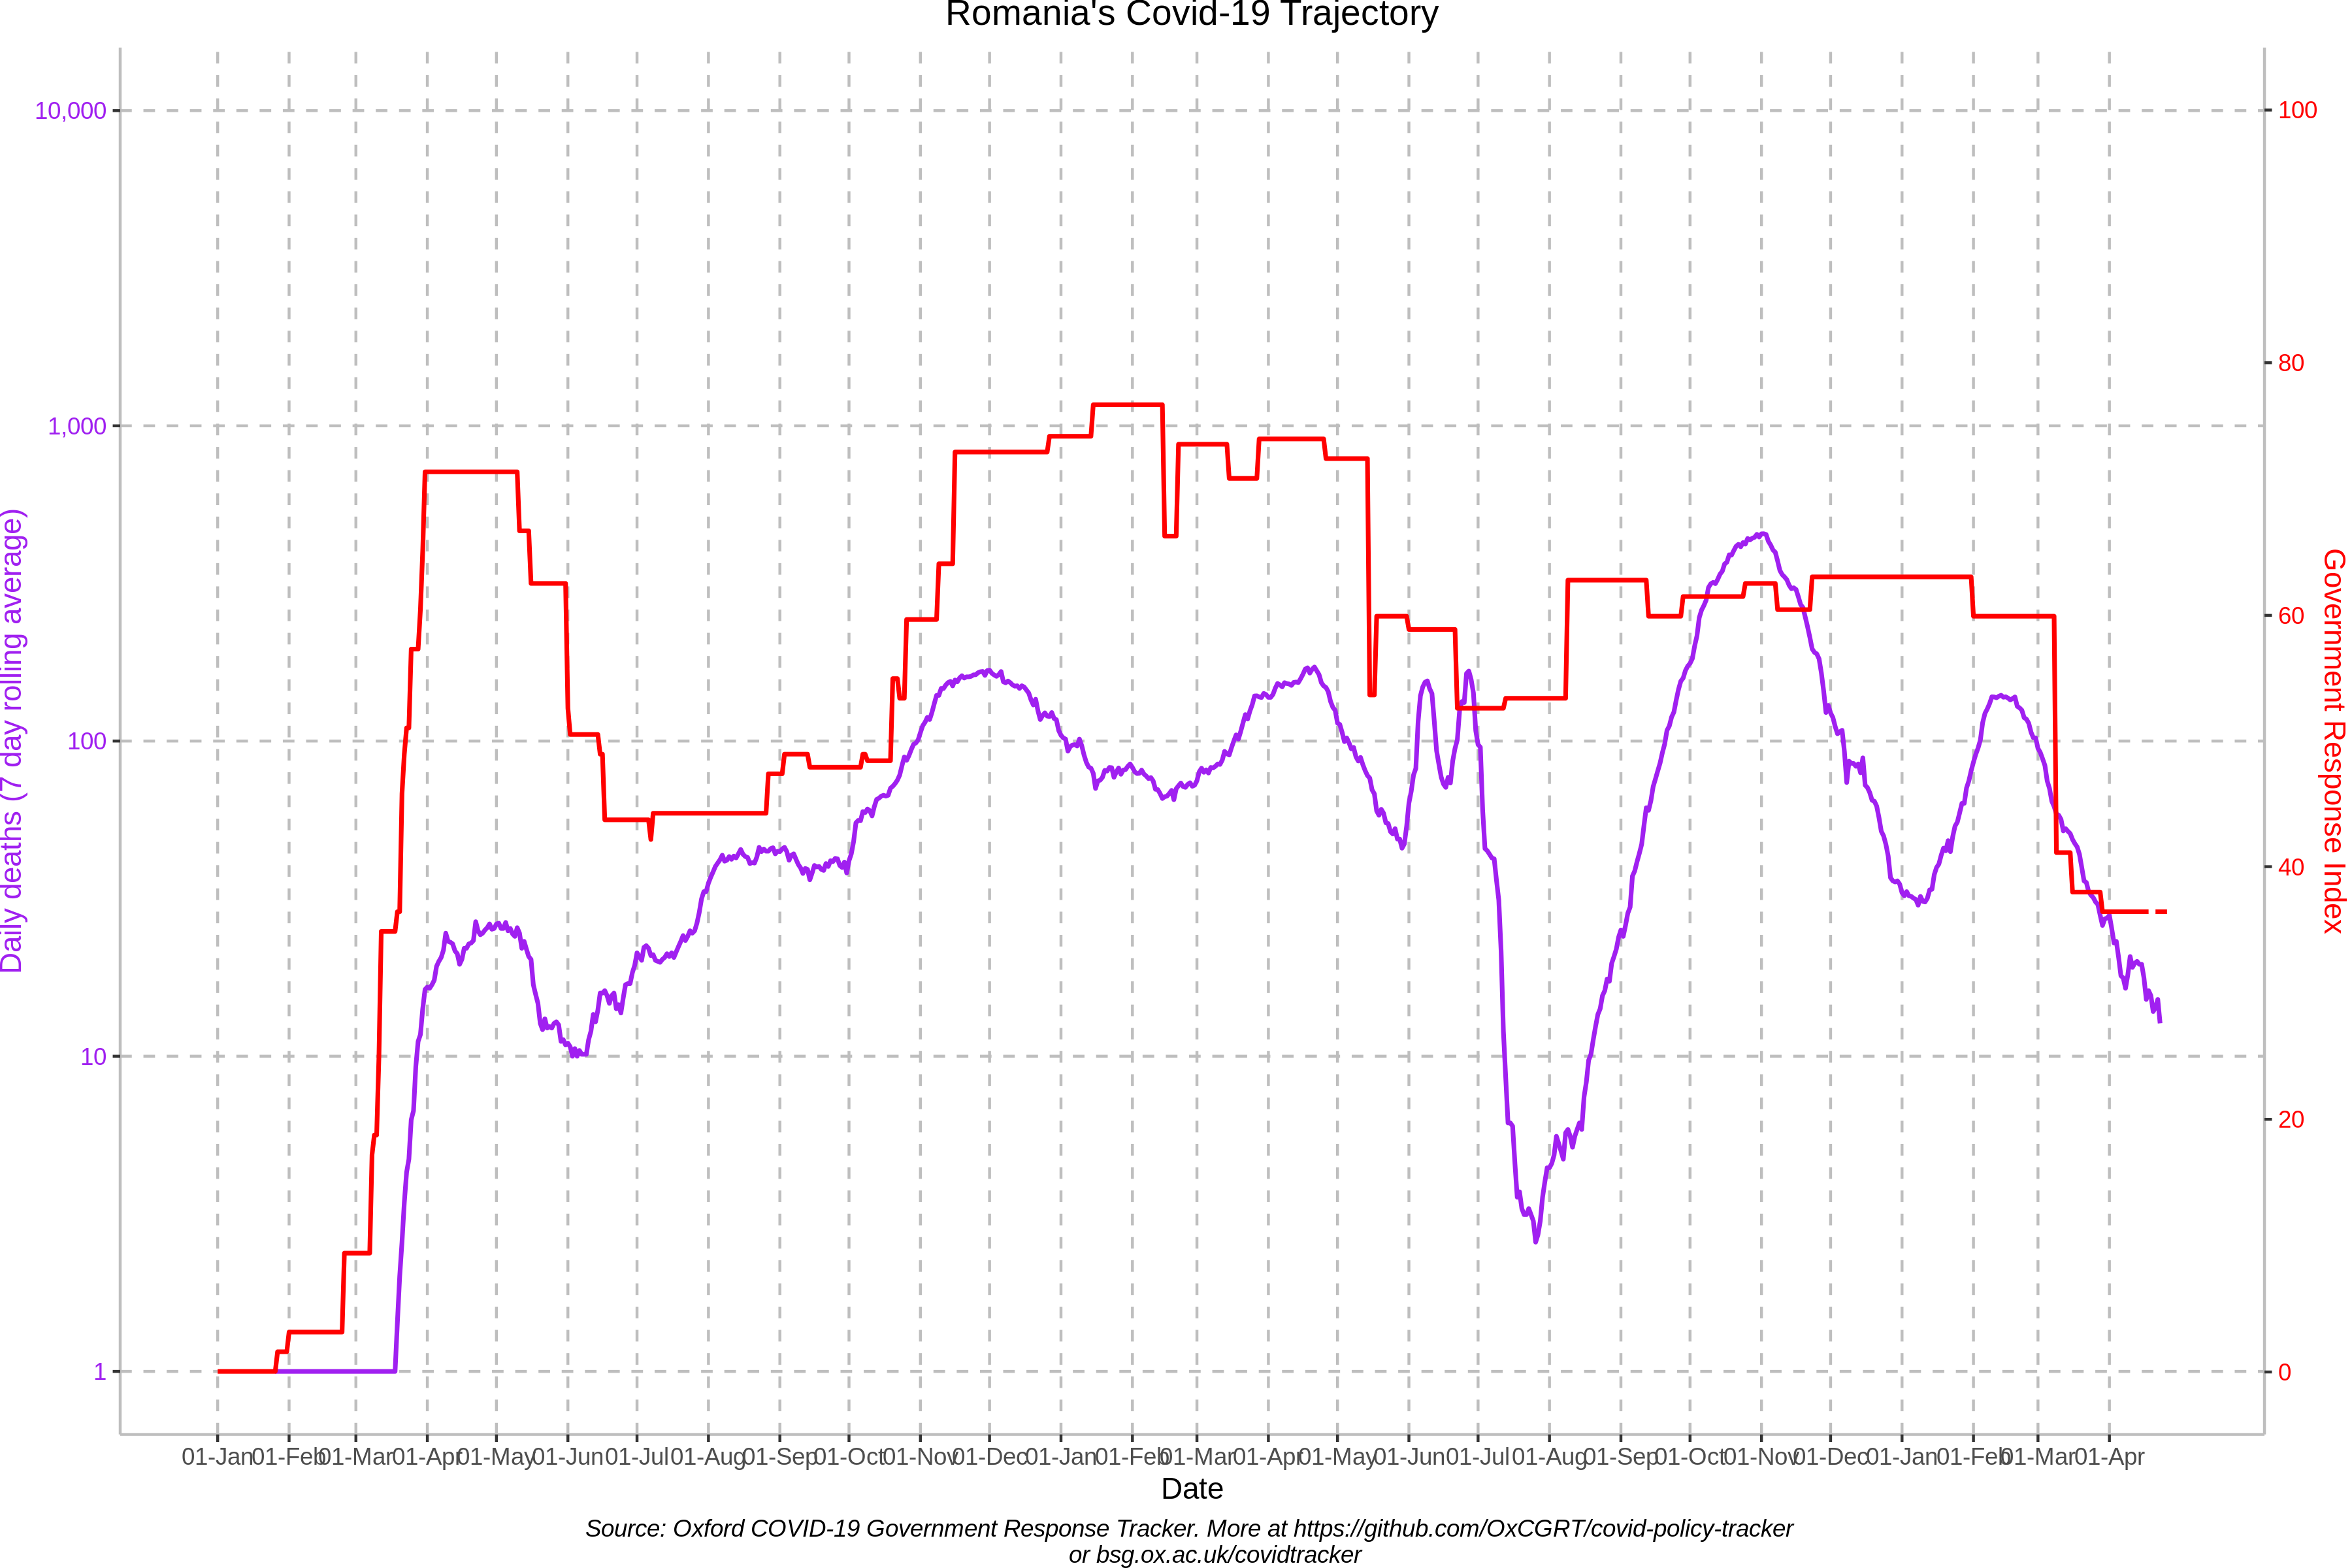 Romania's Covid-19 Trajectory
10,000
1,000
100
10
1
Daily deaths (7 day rolling average)
100
80
60
40
20
0
Government Response Index
01-Jan 01-Feb 01-Mar 01-Apr 01-May 01-Jun 01-Jul 01-Aug 01-Sep 01-Oct 01-Nov 01-Dec 01-Jan 01-Feb 01-Mar 01-Apr 01-May 01-Jun 01-Jul 01-Aug 01-Sep 01-Oct 01-Nov 01-Dec 01-Jan 01-Feb 01-Mar 01-Apr
Date
Source: Oxford COVID-19 Government Response Tracker. More at https://github.com/OxCGRT/covid-policy-tracker
or bsg.ox.ac.uk/covidtracker